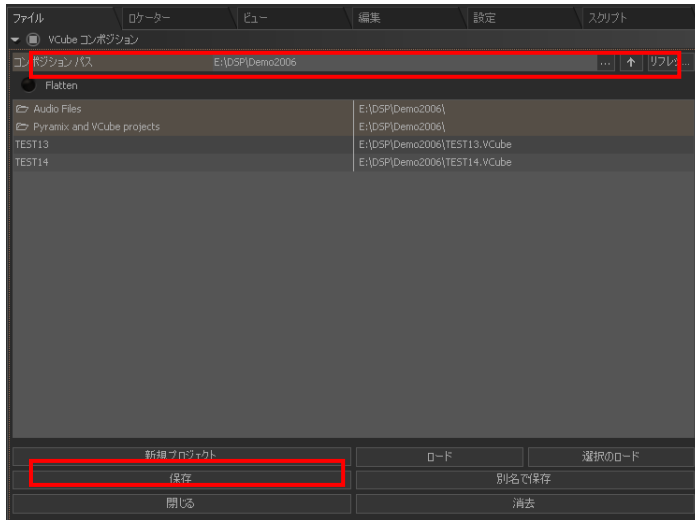 ファイル ロケーター ビュー 編集 設定 スクリプト
VCube コンポジション
コンポジション パス E:\DSP\Demo2006 ... ↑ リフレッ...
Flatten
Audio Files E:\DSP\Demo2006\
Pyramix and VCube projects E:\DSP\Demo2006\
TEST13 E:\DSP\Demo2006\TEST13.VCube
TEST14 E:\DSP\Demo2006\TEST14.VCube
新規プロジェクト ロード 選択のロード
保存 別名で保存
閉じる 消去